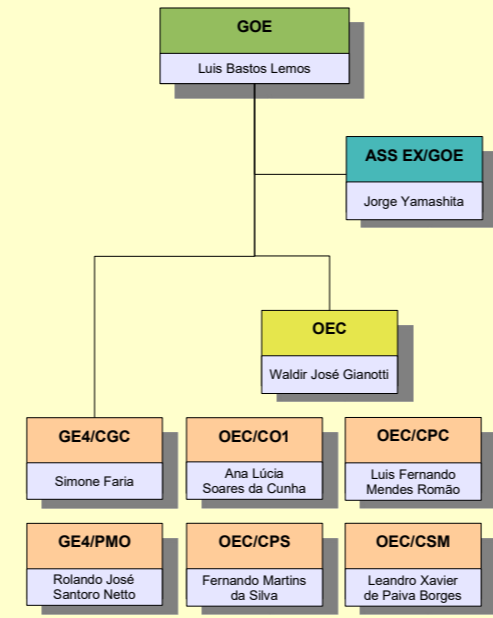 GOE
Luis Bastos Lemos
ASS EX/GOE
Jorge Yamashita
OEC
Waldir José Gianotti
GE4/CGC
Simone Faria
OEC/CO1
Ana Lúcia
Soares da Cunha
OEC/CPC
Luis Fernando
Mendes Romão
GE4/PMO
Rolando José
Santoro Netto
OEC/CPS
Fernando Martins
da Silva
OEC/CSM
Leandro Xavier
de Paiva Borges